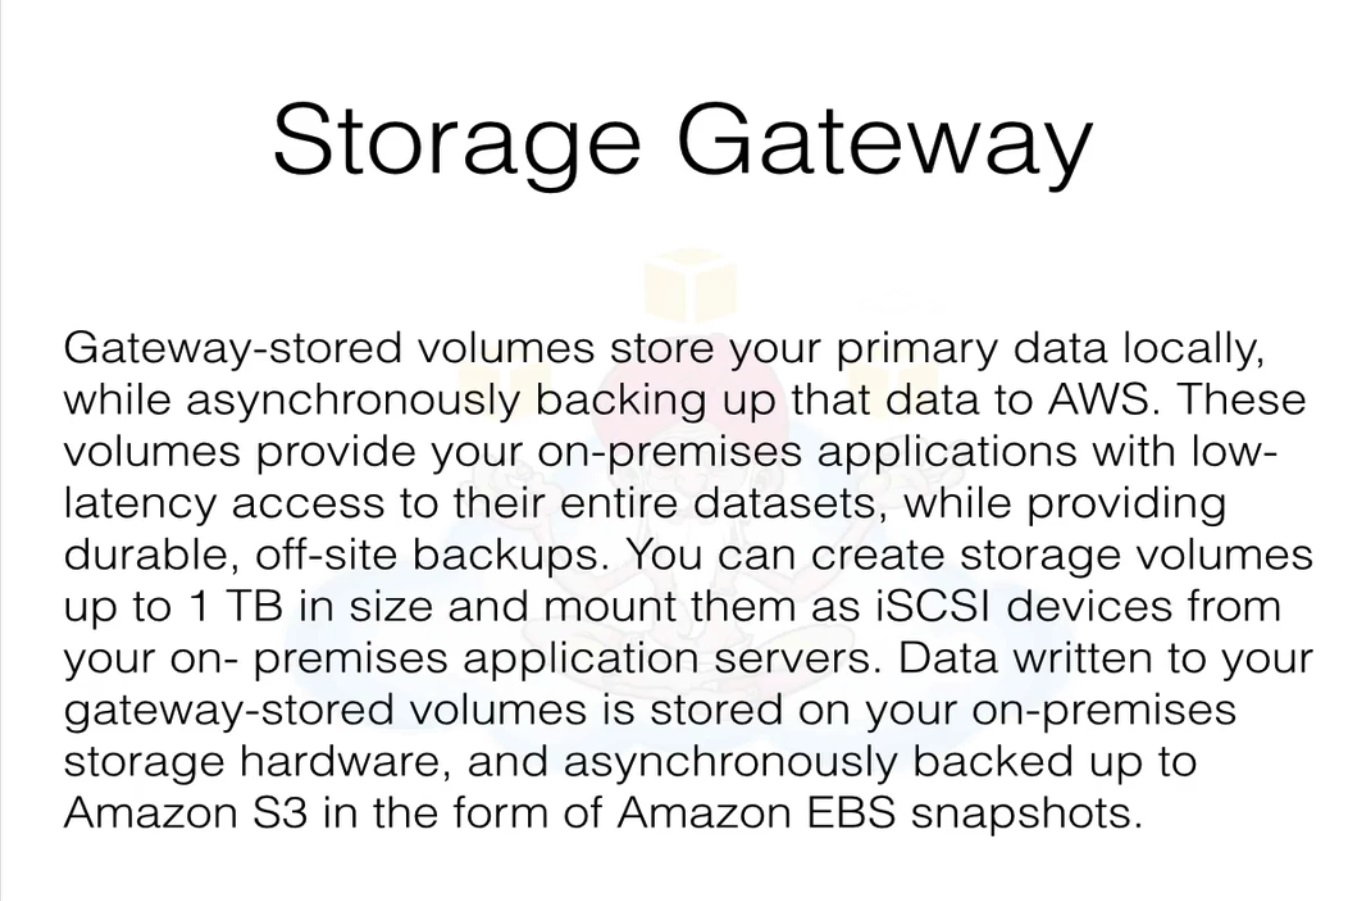 Storage Gateway
Gateway-stored volumes store your primary data locally,
while asynchronously backing up that data to AWS. These
volumes provide your on-premises applications with low-
latency access to their entire datasets, while providing
durable, off-site backups. You can create storage volumes
up to 1 TB in size and mount them as iSCSI devices from
your on- premises application servers. Data written to your
gateway-stored volumes is stored on your on-premises
storage hardware, and asynchronously backed up to
Amazon S3 in the form of Amazon EBS snapshots.